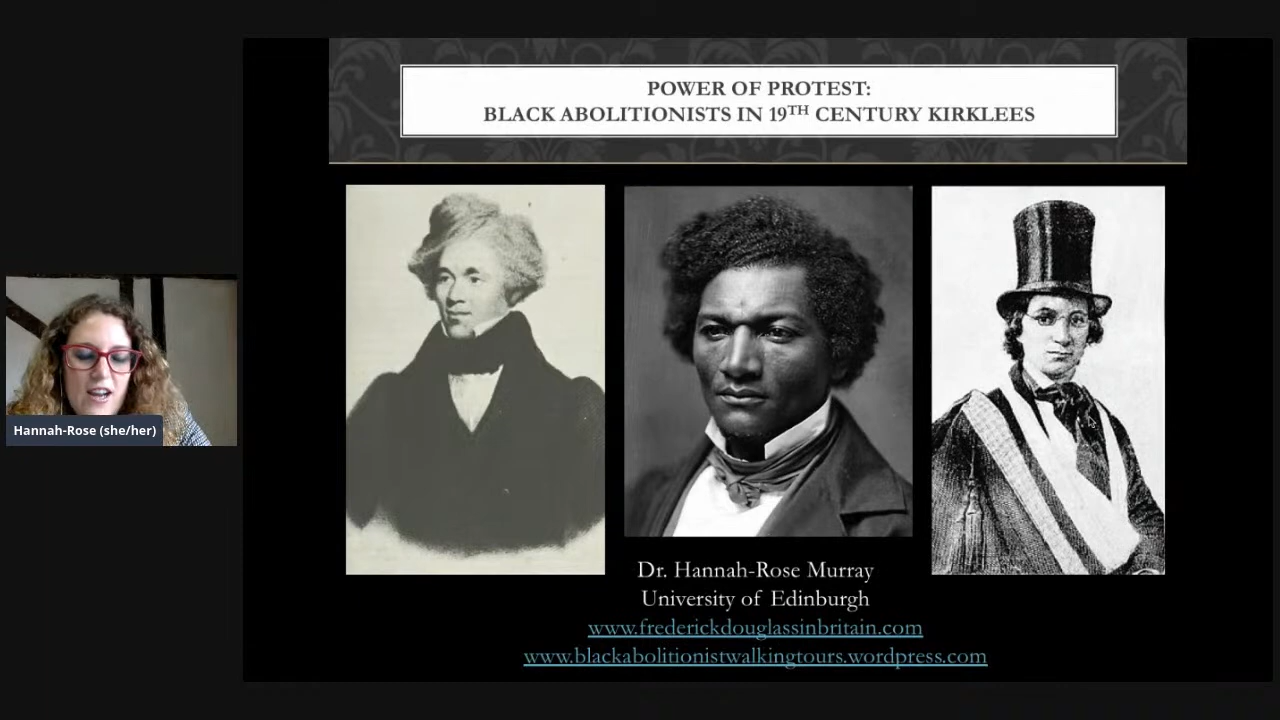 POWER OF PROTEST:
BLACK ABOLITIONISTS IN 19TH CENTURY KIRKLEES
Hannah-Rose (she/her)
Dr. Hannah-Rose Murray
University of Edinburgh
www.frederickdouglassinbritain.com
www.blackabolitionistwalkingtours.wordpress.com